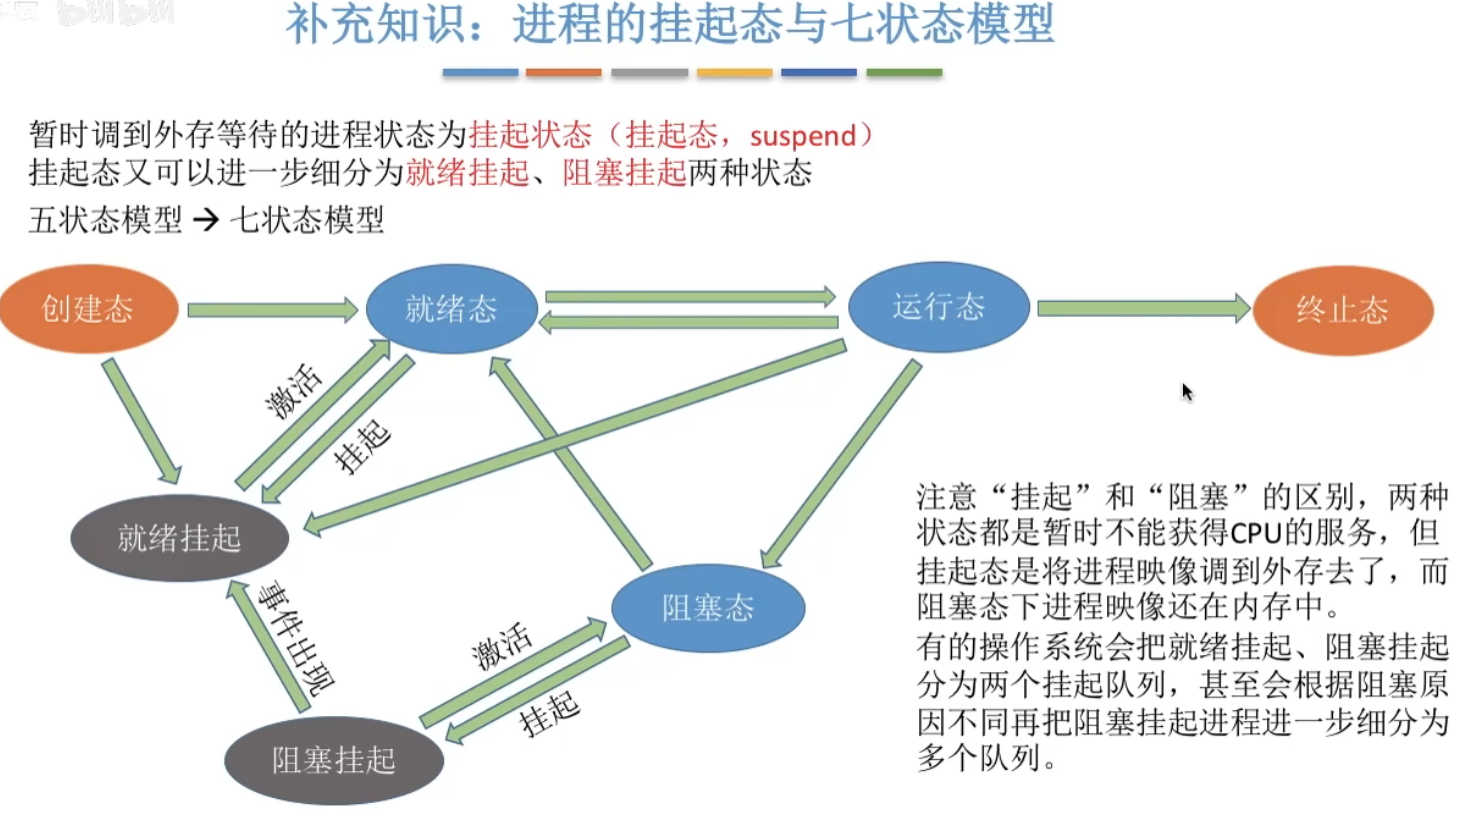 bilibili
补充知识：进程的挂起态与七状态模型
暂时调到外存等待的进程状态为挂起状态（挂起态，suspend）
挂起态又可以进一步细分为就绪挂起、阻塞挂起两种状态
五状态模型 → 七状态模型
创建态
就绪态
运行态
终止态
激活
挂起
就绪挂起
事件出现
阻塞态
激活
挂起
阻塞挂起
注意“挂起”和“阻塞”的区别，两种
状态都是暂时不能获得CPU的服务，但
挂起态是将进程映像调到外存去了，而
阻塞态下进程映像还在内存中。
有的操作系统会把就绪挂起、阻塞挂起
分为两个挂起队列，甚至会根据阻塞原
因不同再把阻塞挂起进程进一步细分为
多个队列。